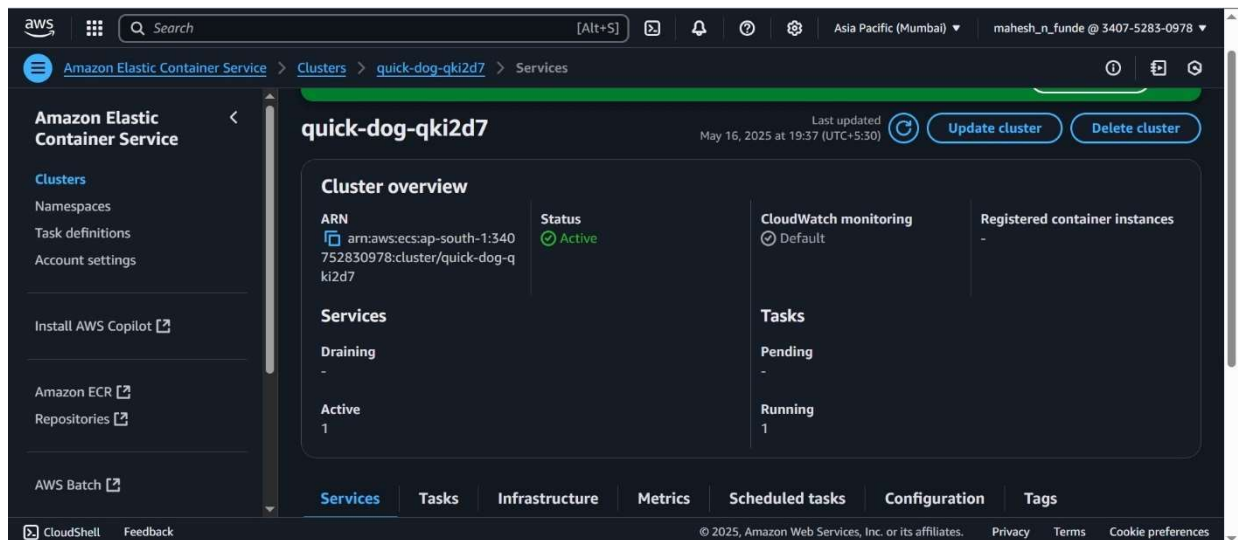 aws
Search [Alt+S]
Asia Pacific (Mumbai) ▼
mahesh_n_funde @ 3407-5283-0978 ▼
Amazon Elastic Container Service > Clusters > quick-dog-qki2d7 > Services
Amazon Elastic
Container Service
Clusters
Namespaces
Task definitions
Account settings
Install AWS Copilot
Amazon ECR
Repositories
AWS Batch
quick-dog-qki2d7
Last updated
May 16, 2025 at 19:37 (UTC+5:30)
Update cluster
Delete cluster
Cluster overview
ARN
arn:aws:ecs:ap-south-1:340
752830978:cluster/quick-dog-q
ki2d7
Status
Active
CloudWatch monitoring
Default
Registered container instances
-
Services
Draining
-
Active
1
Tasks
Pending
-
Running
1
Services Tasks Infrastructure Metrics Scheduled tasks Configuration Tags
CloudShell Feedback
© 2025, Amazon Web Services, Inc. or its affiliates. Privacy Terms Cookie preferences